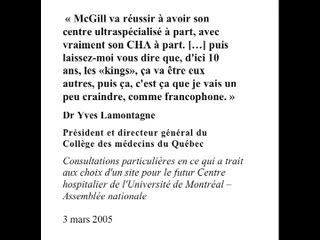 « McGill va réussir à avoir son
centre ultraspécialisé à part, avec
vraiment son CHA à part. […] puis
laissez-moi vous dire que, d'ici 10
ans, les «kings», ça va être eux
autres, puis ça, c'est ça que je vais un
peu craindre, comme francophone. »
Dr Yves Lamontagne
Président et directeur général du
Collège des médecins du Québec
Consultations particulières en ce qui a trait
aux choix d'un site pour le futur Centre
hospitalier de l'Université de Montréal –
Assemblée nationale
3 mars 2005